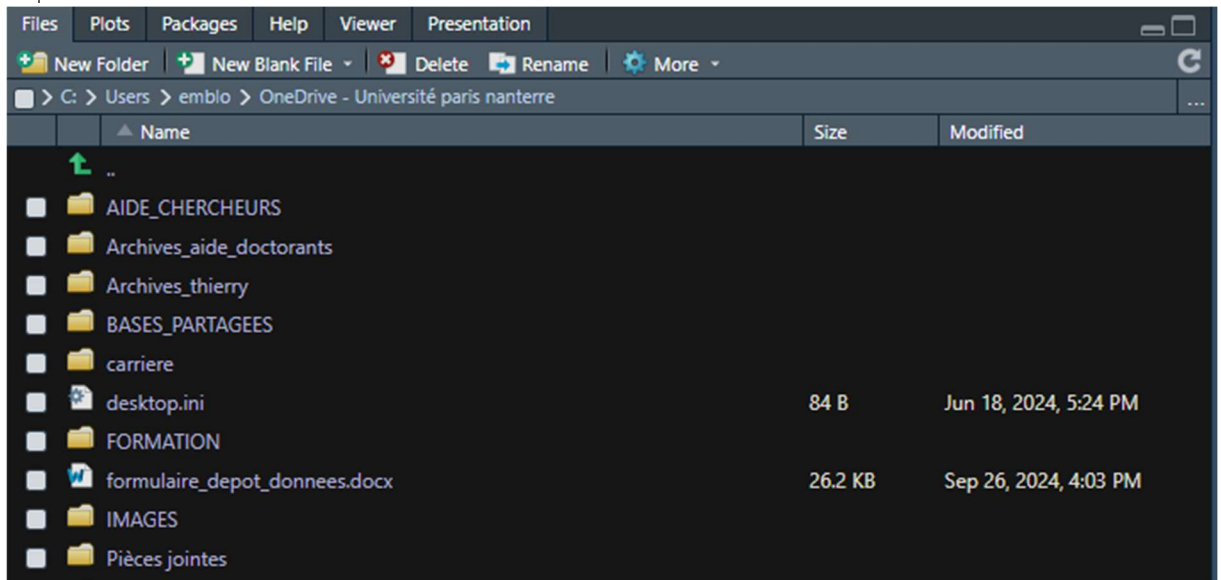 Files Plots Packages Help Viewer Presentation
New Folder New Blank File Delete Rename More
C: Users emblo OneDrive - Université paris nanterre ...
Name Size Modified
..
AIDE_CHERCHEURS
Archives_aide_doctorants
Archives_thierry
BASES_PARTAGEES
carriere
desktop.ini 84 B Jun 18, 2024, 5:24 PM
FORMATION
formulaire_depot_donnees.docx 26.2 KB Sep 26, 2024, 4:03 PM
IMAGES
Pièces jointes